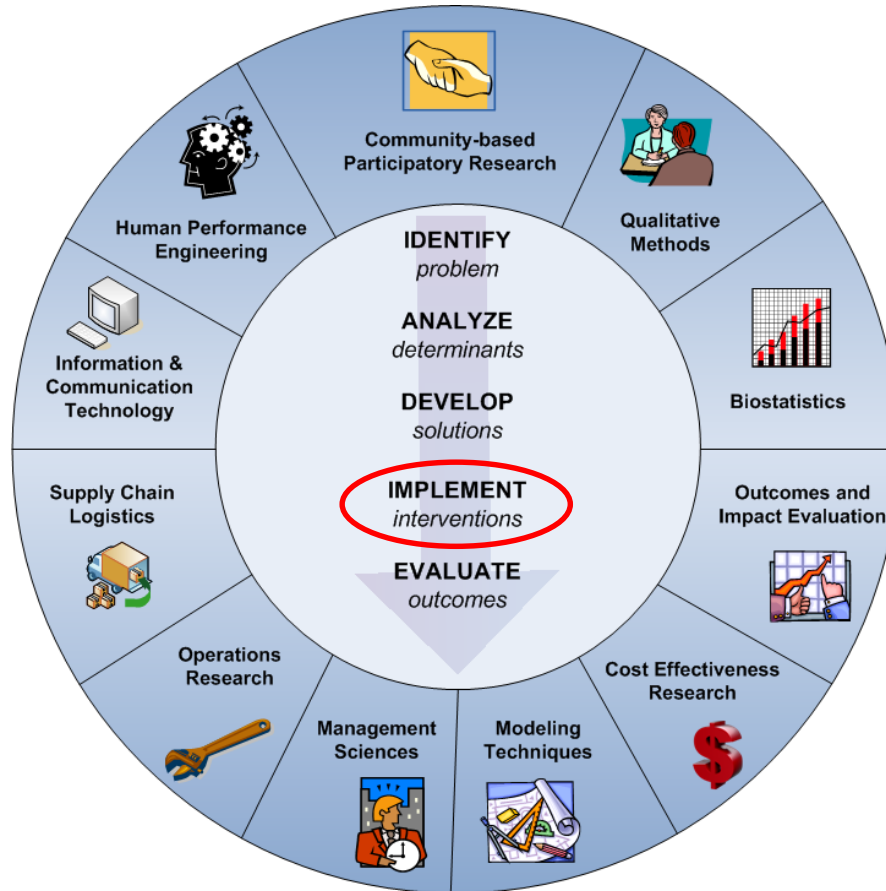 Community-based
Participatory Research
Qualitative
Methods
Biostatistics
Outcomes and
Impact Evaluation
Cost Effectiveness
Research
Modeling
Techniques
Management
Sciences
Operations
Research
Supply Chain
Logistics
Information &
Communication
Technology
Human Performance
Engineering
IDENTIFY
problem
ANALYZE
determinants
DEVELOP
solutions
IMPLEMENT
interventions
EVALUATE
outcomes